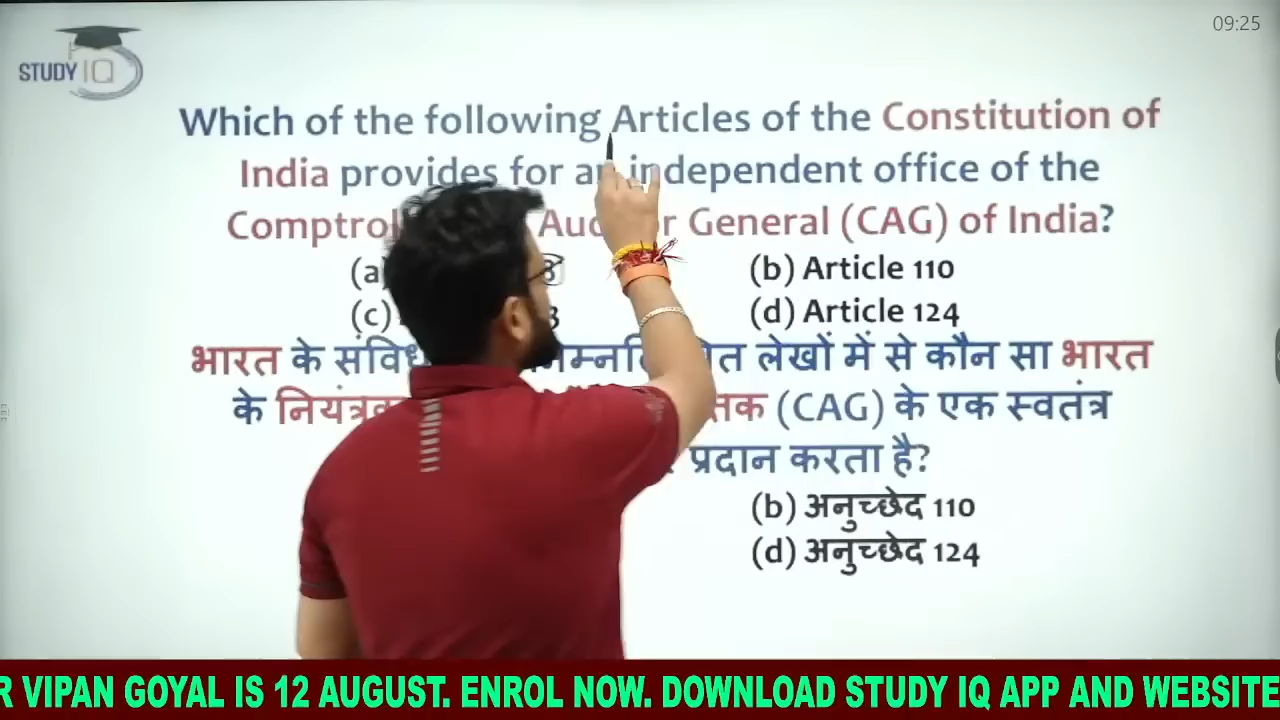 09:25
STUDY IQ
Which of the following Articles of the Constitution of
India provides for an independent office of the
Comptrol Aud r General (CAG) of India?
(a 8 (b) Article 110
(c) 3 (d) Article 124
भारत के संविध लेखों में से कौन सा भारत
के (CAG) के एक स्वतंत्र
प्रदान करता है?
(b) अनुच्छेद 110
(d) अनुच्छेद 124
R VIPAN GOYAL IS 12 AUGUST. ENROL NOW. DOWNLOAD STUDY IQ APP AND WEBSITE